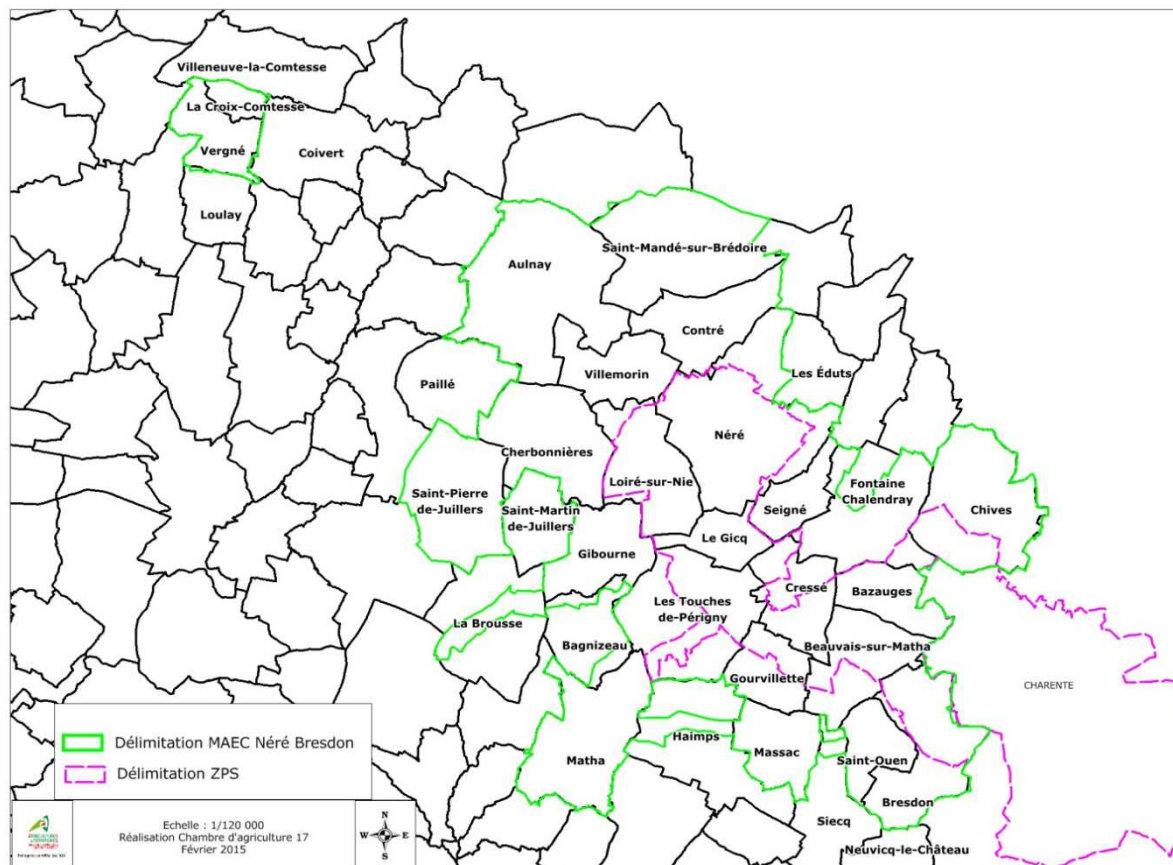 Villeneuve-la-Comtesse
La Croix-Comtesse
Vergné
Coivert
Loulay
Saint-Mandé-sur-Brédoire
Aulnay
Contré
Villemorin
Les Éduts
Paillé
Néré
Cherbonnières
Loiré-sur-Nie
Fontaine
Chalendray
Saint-Pierre
de-Juillers
Saint-Martin
de-Juillers
Seigné
Chives
Le Gicq
Gibourne
Cressé
Bazauges
Les Touches
de-Périgny
La Brousse
Bagnizeau
Beauvais-sur-Matha
Gourvillette
CHARENTE
Haimps
Massac
Matha
Saint-Ouen
Bresdon
Siecq
Neuvicq-le-Château
Délimitation MAEC Néré Bresdon
Délimitation ZPS
Echelle : 1/120 000
Réalisation Chambre d'agriculture 17
Février 2015
N
W E
S